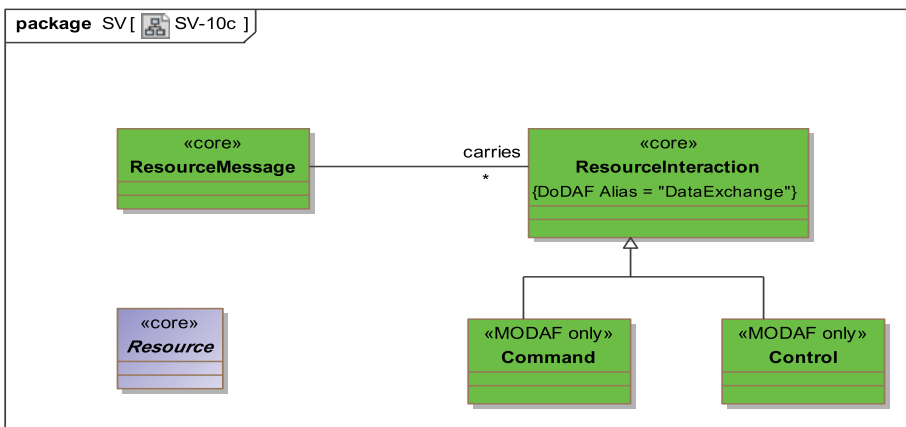 package SV [ SV-10c ]
«core»
ResourceMessage
carries
*
«core»
ResourceInteraction
{DoDAF Alias = "DataExchange"}
«core»
Resource
«MODAF only»
Command
«MODAF only»
Control